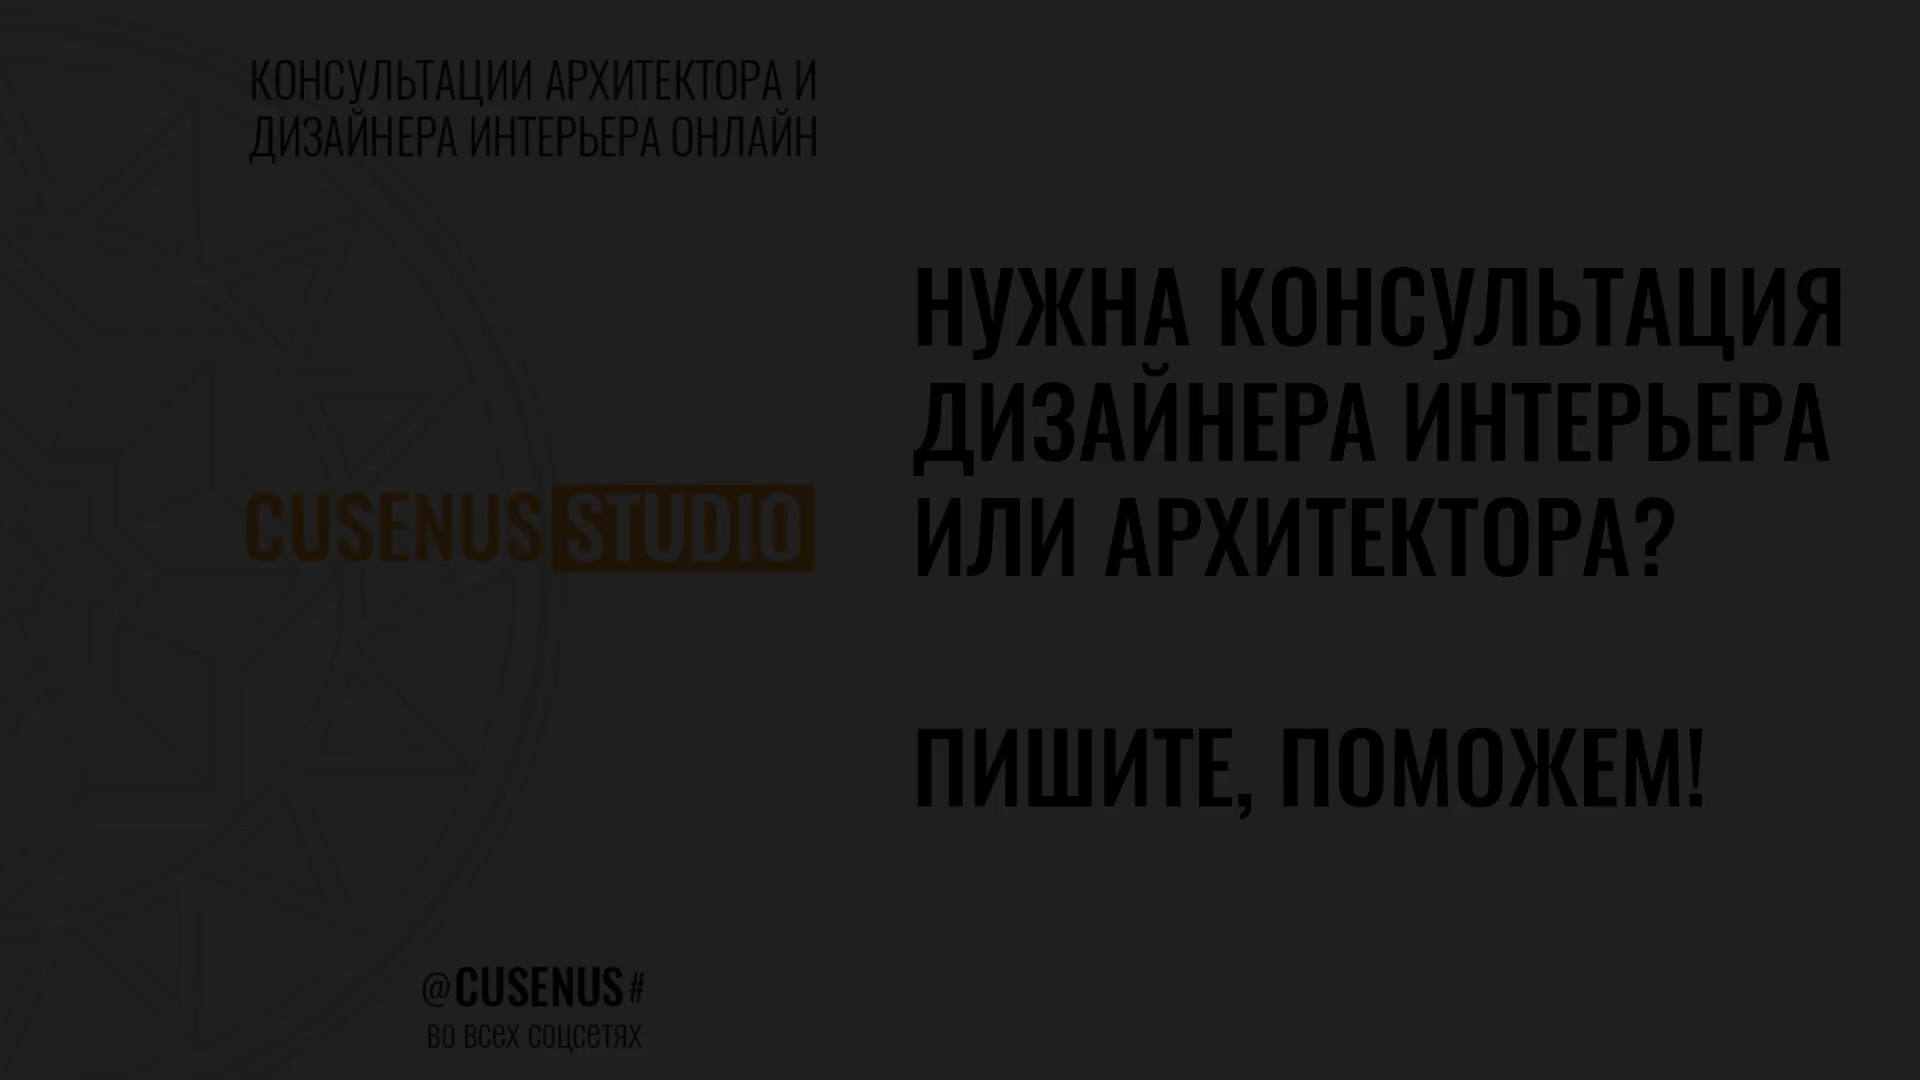 КОНСУЛЬТАЦИИ АРХИТЕКТОРА И
ДИЗАЙНЕРА ИНТЕРЬЕРА ОНЛАЙН
CUSENUS STUDIO
@CUSENUS#
во всех соцсетях
НУЖНА КОНСУЛЬТАЦИЯ
ДИЗАЙНЕРА ИНТЕРЬЕРА
ИЛИ АРХИТЕКТОРА?
ПИШИТЕ, ПОМОЖЕМ!